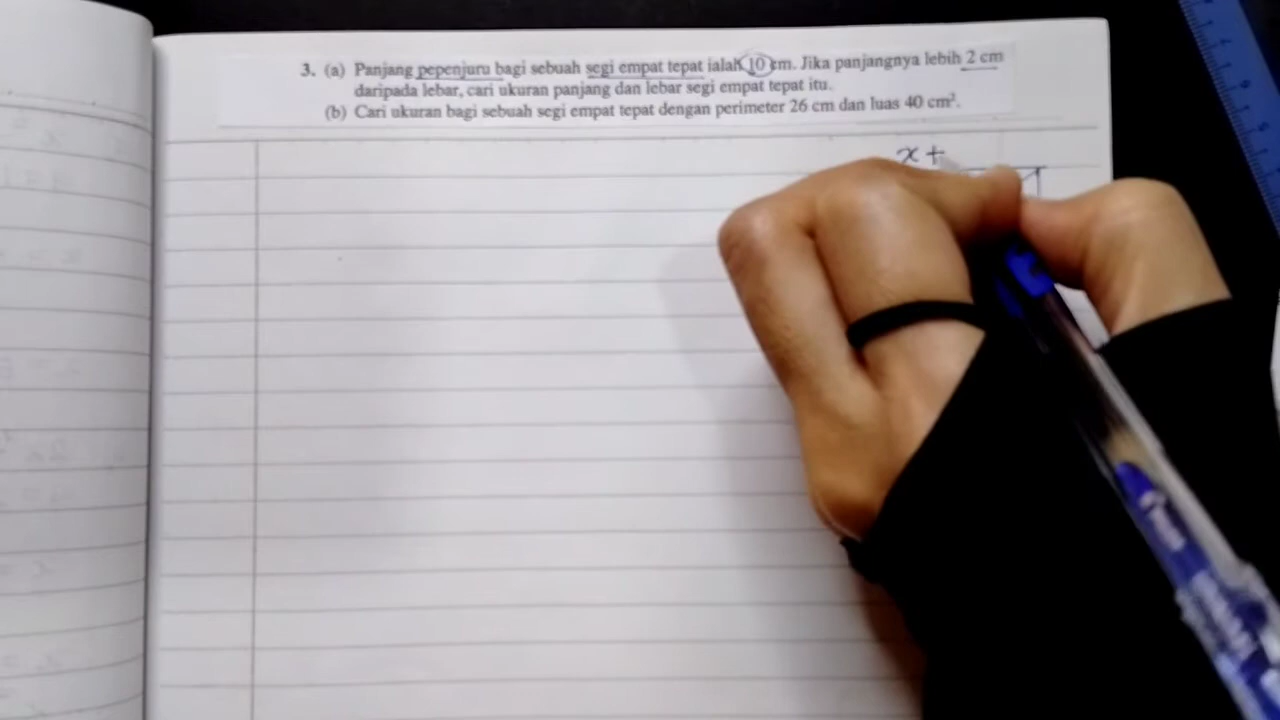 3. (a) Panjang pepenjuru bagi sebuah segi empat tepat ialah 10 cm. Jika panjangnya lebih 2 cm
daripada lebar, cari ukuran panjang dan lebar segi empat tepat itu.
(b) Cari ukuran bagi sebuah segi empat tepat dengan perimeter 26 cm dan luas 40 cm².
x +